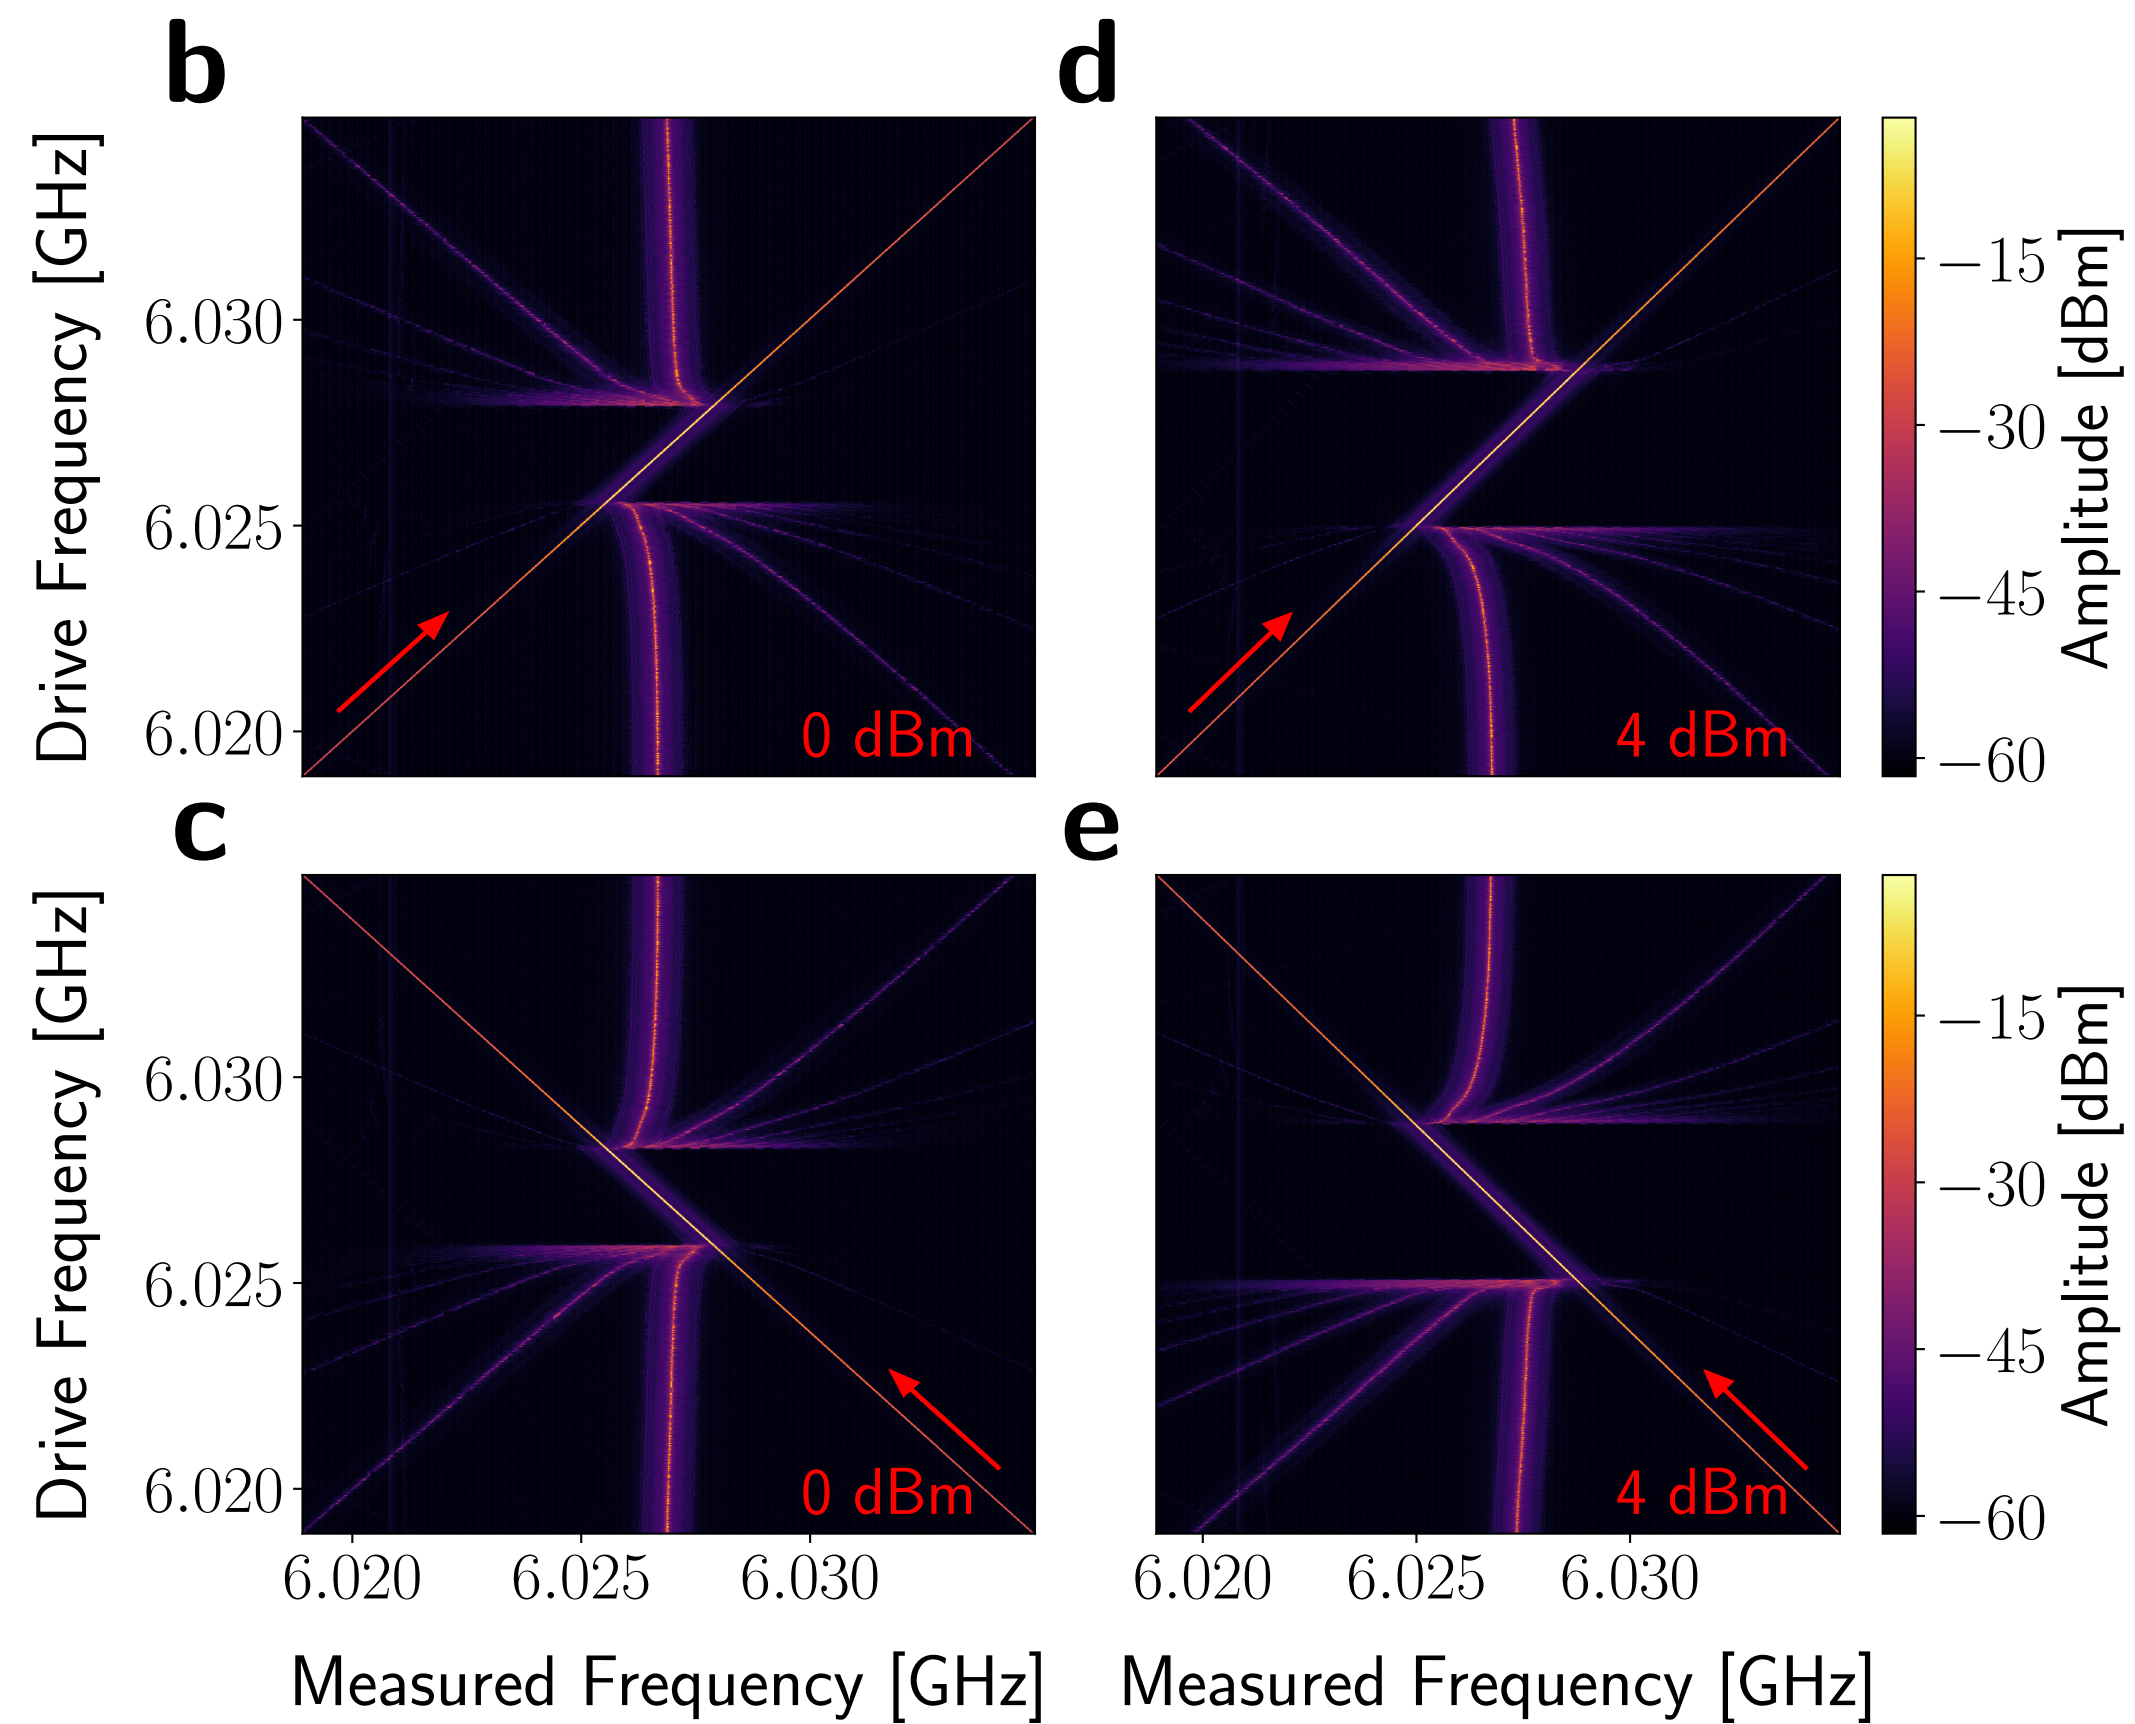 b
d
Drive Frequency [GHz]
6.030
6.025
6.020
0 dBm
4 dBm
−15
−30
−45
−60
Amplitude [dBm]
c
e
Drive Frequency [GHz]
6.030
6.025
6.020
0 dBm
4 dBm
−15
−30
−45
−60
Amplitude [dBm]
6.020 6.025 6.030
6.020 6.025 6.030
Measured Frequency [GHz]
Measured Frequency [GHz]